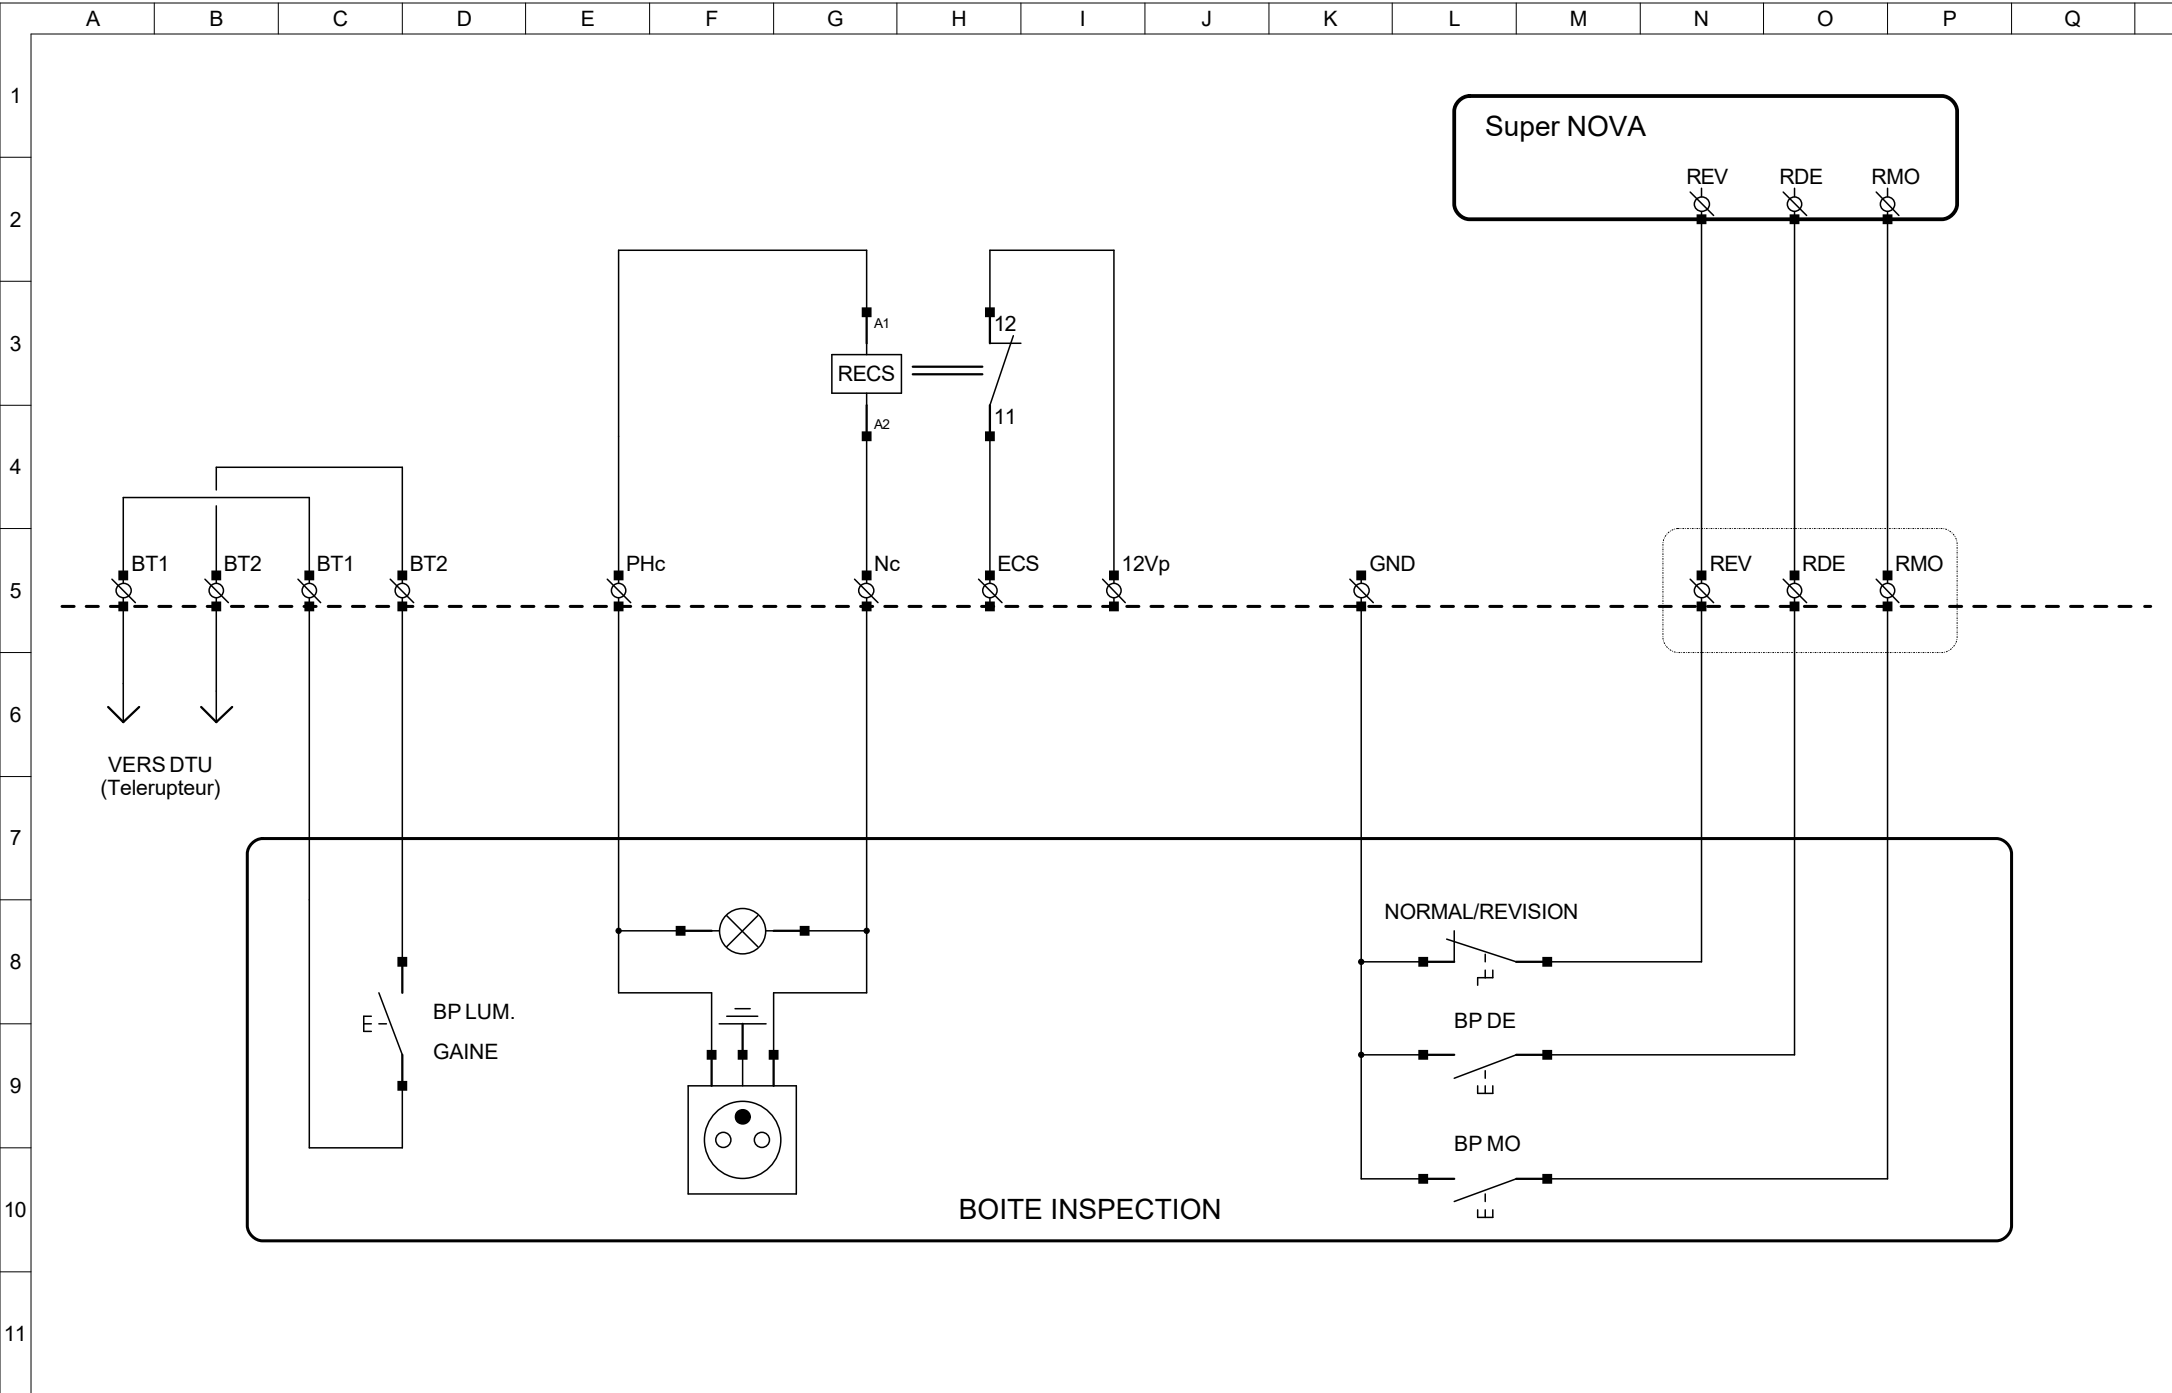 A B C D E F G H I J K L M N O P Q
1
Super NOVA
REV RDE RMO
2
A1
12
3
RECS
A2
11
4
BT1 BT2 BT1 BT2 PHc Nc ECS 12Vp GND REV RDE RMO
5
6
VERS DTU
(Telerupteur)
7
NORMAL/REVISION
8
BP LUM.
GAINE
BP DE
9
BP MO
10
BOITE INSPECTION
11